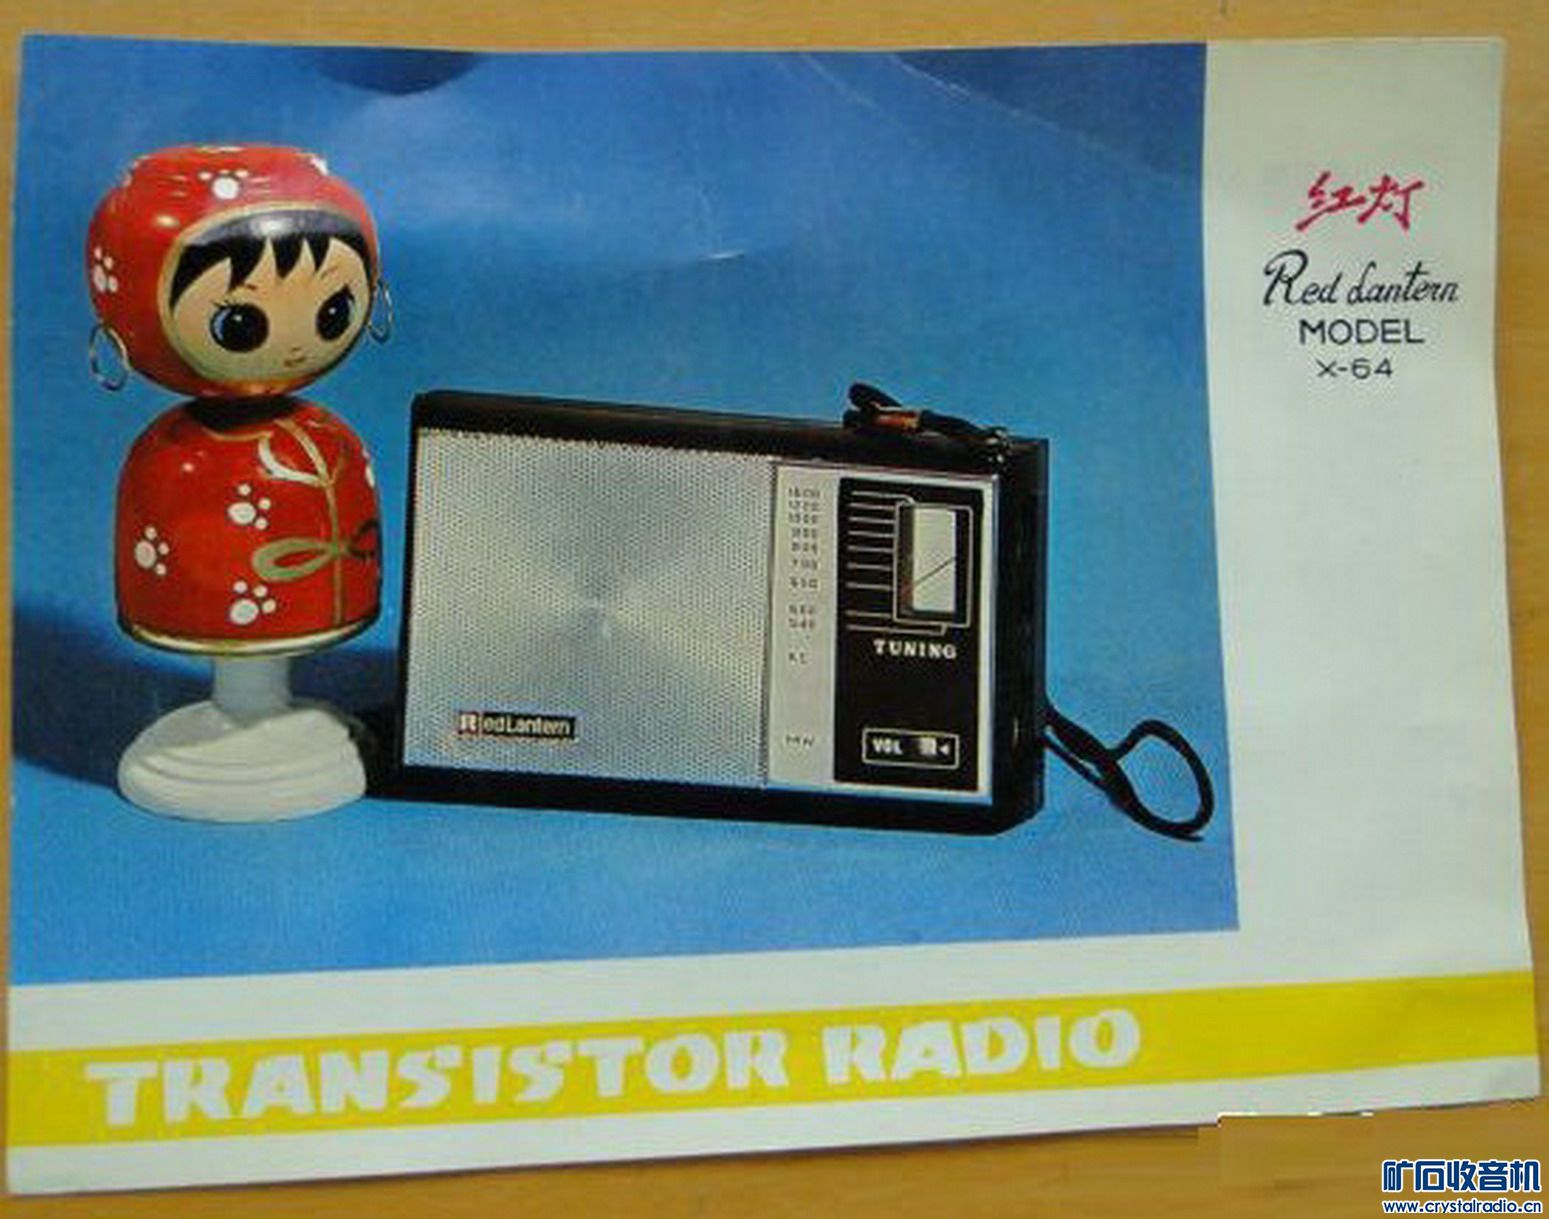 红灯
Red Lantern
MODEL
X-64
TUNING
VOL
RedLantern
TRANSISTOR RADIO
矿石收音机
www.crystalradio.cn